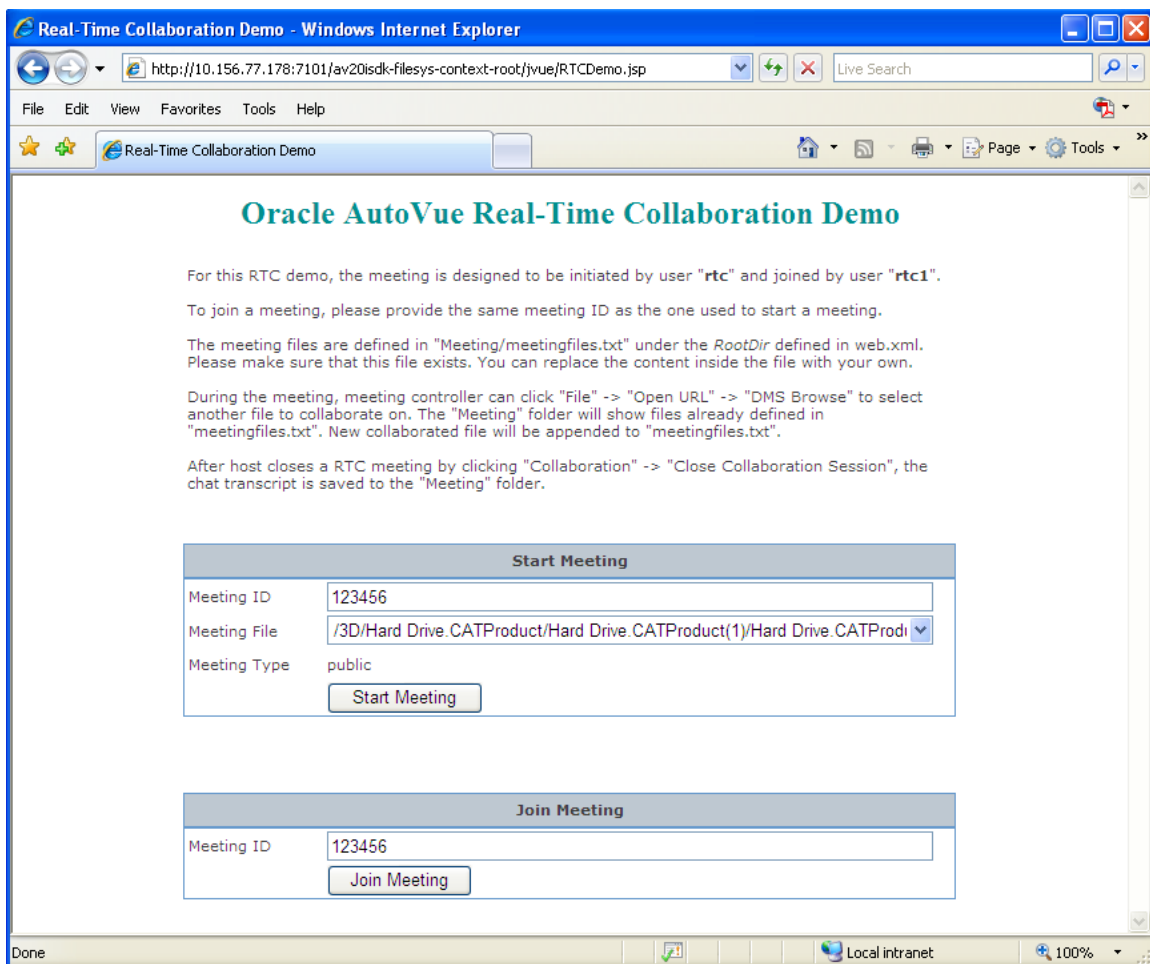 Real-Time Collaboration Demo - Windows Internet Explorer
http://10.156.77.178:7101/av20isdk-filesys-context-root/jvue/RTCDemo.jsp
Live Search
File Edit View Favorites Tools Help
Real-Time Collaboration Demo
Page Tools
Oracle AutoVue Real-Time Collaboration Demo
For this RTC demo, the meeting is designed to be initiated by user "rtc" and joined by user "rtc1".
To join a meeting, please provide the same meeting ID as the one used to start a meeting.
The meeting files are defined in "Meeting/meetingfiles.txt" under the RootDir defined in web.xml.
Please make sure that this file exists. You can replace the content inside the file with your own.
During the meeting, meeting controller can click "File" -> "Open URL" -> "DMS Browse" to select
another file to collaborate on. The "Meeting" folder will show files already defined in
"meetingfiles.txt". New collaborated file will be appended to "meetingfiles.txt".
After host closes a RTC meeting by clicking "Collaboration" -> "Close Collaboration Session", the
chat transcript is saved to the "Meeting" folder.
Start Meeting
Meeting ID 123456
Meeting File /3D/Hard Drive.CATProduct/Hard Drive.CATProduct(1)/Hard Drive.CATProdu
Meeting Type public
Start Meeting
Join Meeting
Meeting ID 123456
Join Meeting
Done Local intranet 100%